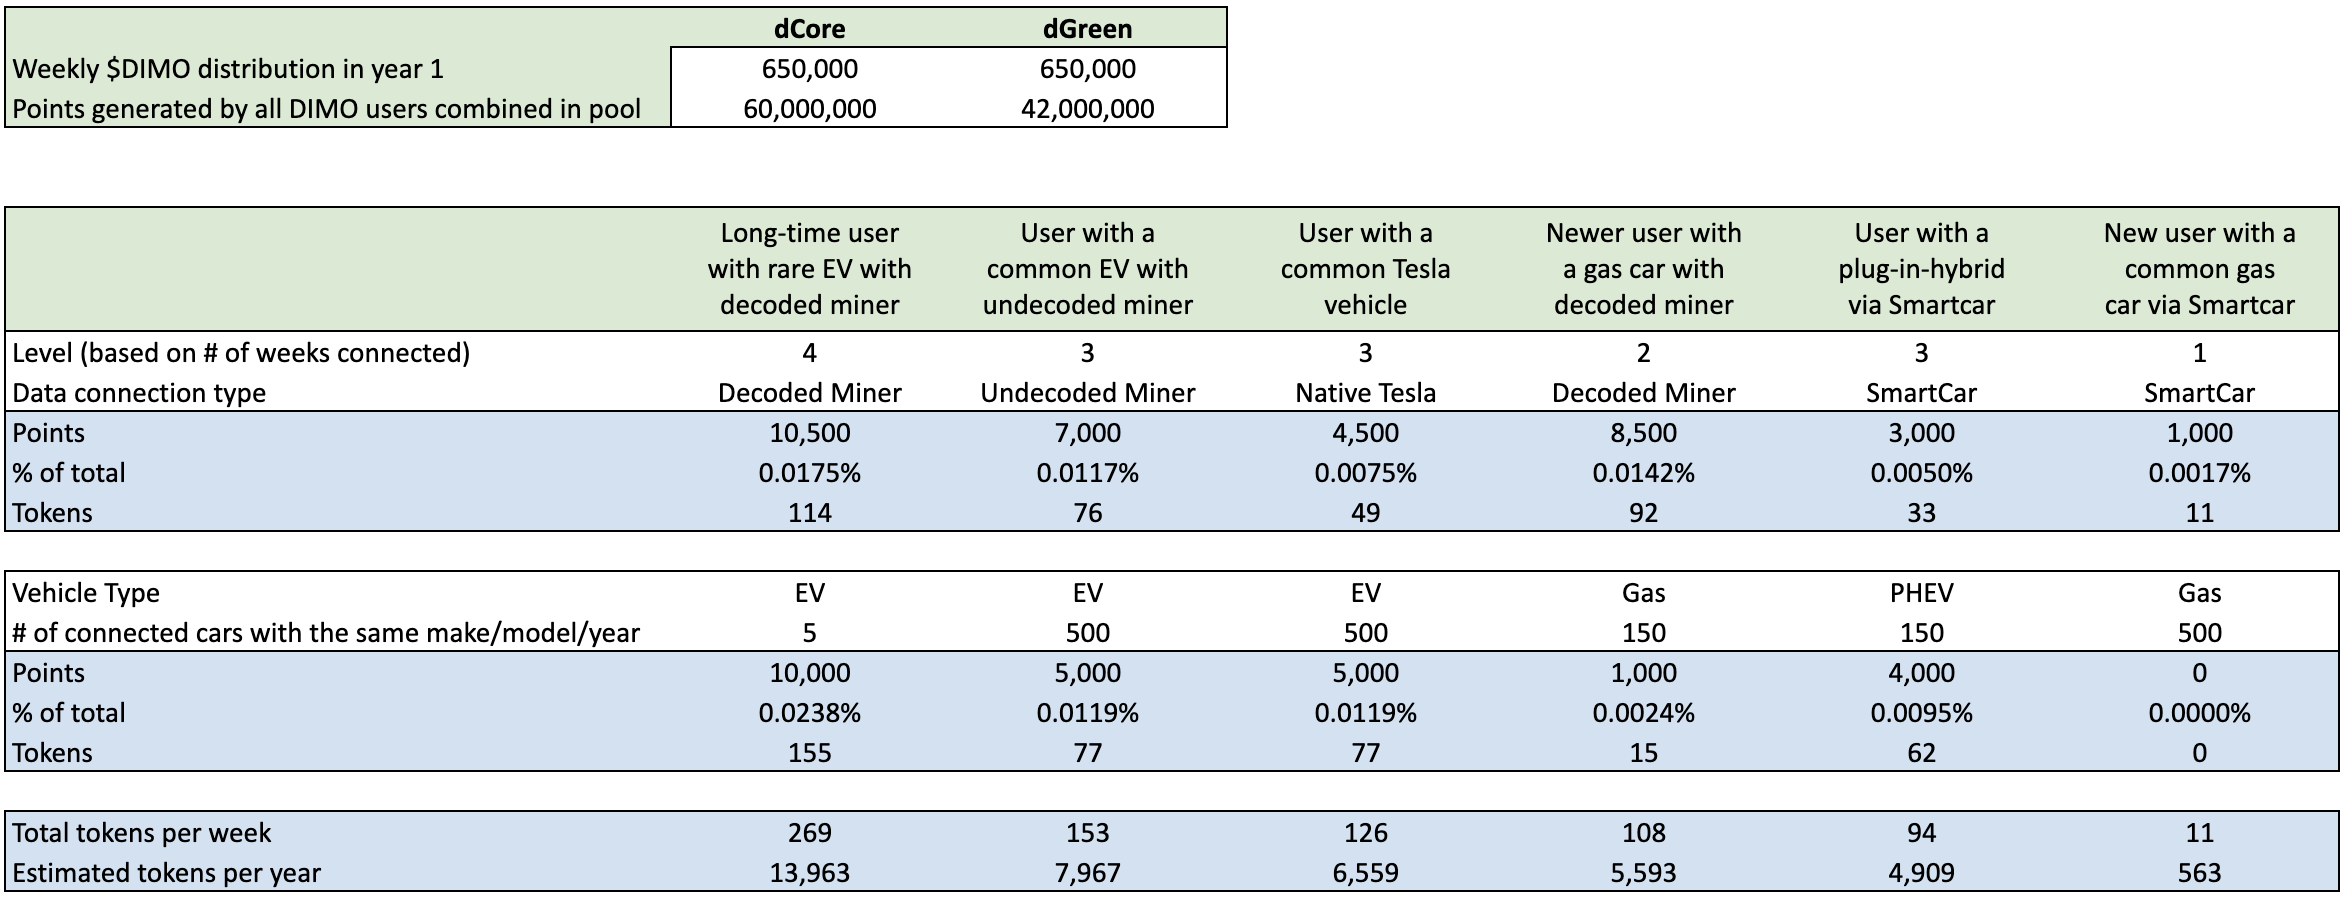 dCore dGreen
Weekly $DIMO distribution in year 1 650,000 650,000
Points generated by all DIMO users combined in pool 60,000,000 42,000,000
Long-time user User with a User with a Newer user with User with a New user with a
with rare EV with common EV with common Tesla a gas car with plug-in-hybrid common gas
decoded miner undecoded miner vehicle decoded miner via Smartcar car via Smartcar
Level (based on # of weeks connected) 4 3 3 2 3 1
Data connection type Decoded Miner Undecoded Miner Native Tesla Decoded Miner SmartCar SmartCar
Points 10,500 7,000 4,500 8,500 3,000 1,000
% of total 0.0175% 0.0117% 0.0075% 0.0142% 0.0050% 0.0017%
Tokens 114 76 49 92 33 11
Vehicle Type EV EV EV Gas PHEV Gas
# of connected cars with the same make/model/year 5 500 500 150 150 500
Points 10,000 5,000 5,000 1,000 4,000 0
% of total 0.0238% 0.0119% 0.0119% 0.0024% 0.0095% 0.0000%
Tokens 155 77 77 15 62 0
Total tokens per week 269 153 126 108 94 11
Estimated tokens per year 13,963 7,967 6,559 5,593 4,909 563